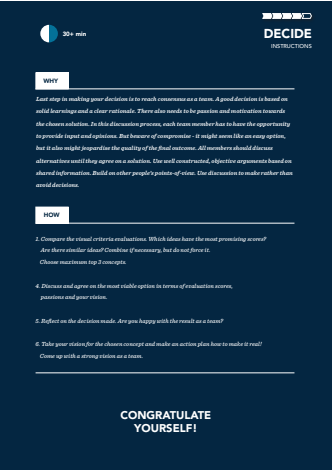 30+ min
DECIDE
INSTRUCTIONS
WHY
Last step in making your decision is to reach consensus as a team. A good decision is based on
solid learnings and a clear rationale. There also needs to be passion and motivation towards
the chosen solution. In this discussion process, each team member has to have the opportunity
to provide input and opinions. But beware of compromise - it might seem like an easy option,
but it also might jeopardise the quality of the final outcome. All members should discuss
alternatives until they agree on a solution. Use well constructed, objective arguments based on
shared information. Build on other people's points-of-view. Use discussion to make rather than
avoid decisions.
HOW
1. Compare the visual criteria evaluations. Which ideas have the most promising scores?
Are there similar ideas? Combine if necessary, but do not force it.
Choose maximum top 3 concepts.
4. Discuss and agree on the most viable option in terms of evaluation scores,
passions and your vision.
5. Reflect on the decision made. Are you happy with the result as a team?
6. Take your vision for the chosen concept and make an action plan how to make it real!
Come up with a strong vision as a team.
CONGRATULATE
YOURSELF!